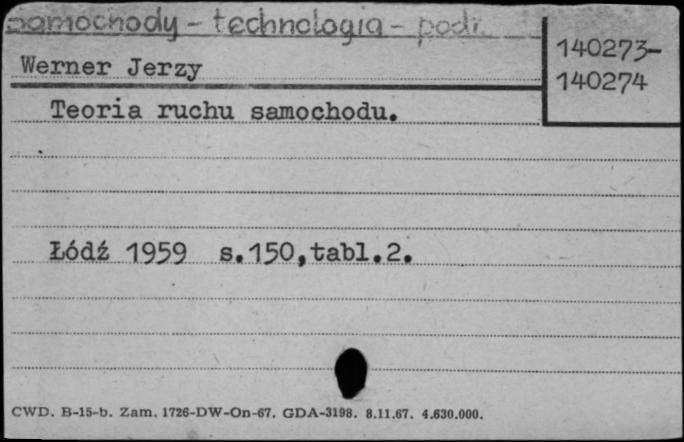 samochody - technologia - podr.
140273-
140274
Werner Jerzy
Teoria ruchu samochodu.
Łódź 1959 s.150,tabl.2.
CWD. B-15-b. Zam. 1726-DW-On-67. GDA-3198. 8.11.67. 4.630.000.